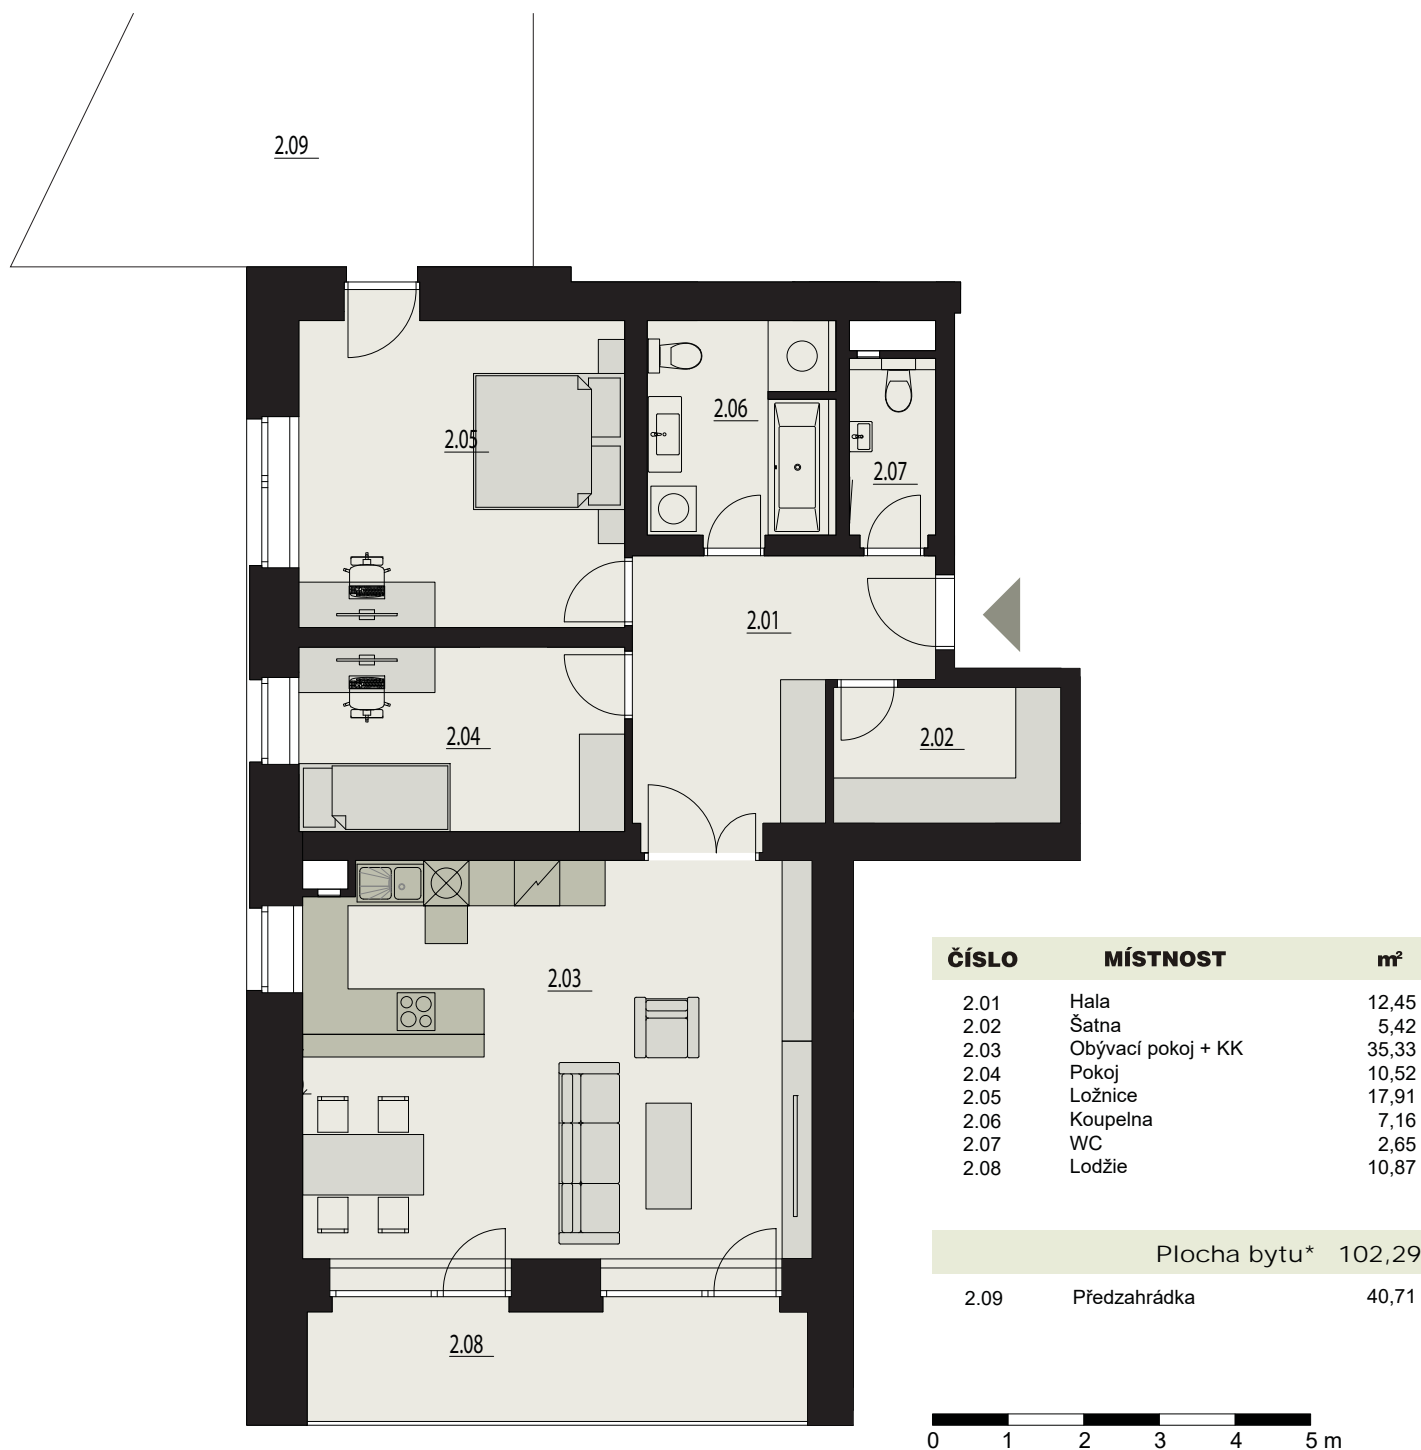 2.09
2.06
2.05
2.07
2.01
2.04
2.02
2.03
2.08
ČÍSLO MÍSTNOST m²
2.01 Hala 12,45
2.02 Šatna 5,42
2.03 Obývací pokoj + KK 35,33
2.04 Pokoj 10,52
2.05 Ložnice 17,91
2.06 Koupelna 7,16
2.07 WC 2,65
2.08 Lodžie 10,87
Plocha bytu* 102,29
2.09 Předzahrádka 40,71
0 1 2 3 4 5 m